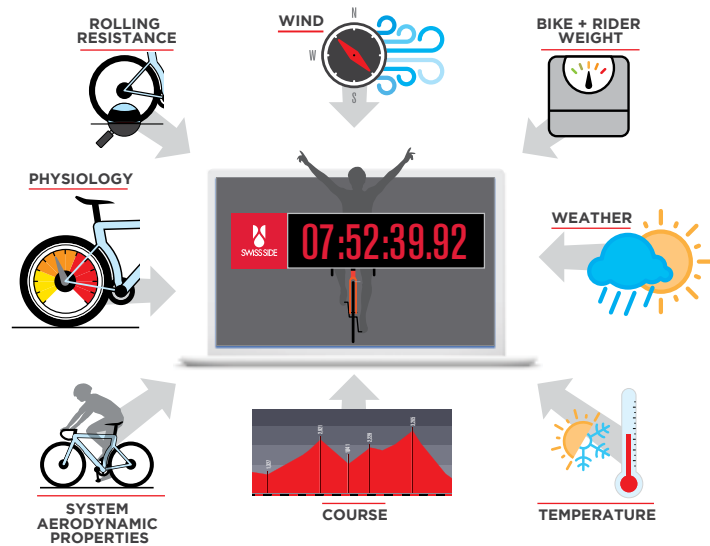 ROLLING
RESISTANCE
WIND
N
W
S
BIKE + RIDER
WEIGHT
PHYSIOLOGY
WEATHER
SWISS SIDE
07:52:39.92
SYSTEM
AERODYNAMIC
PROPERTIES
COURSE
TEMPERATURE